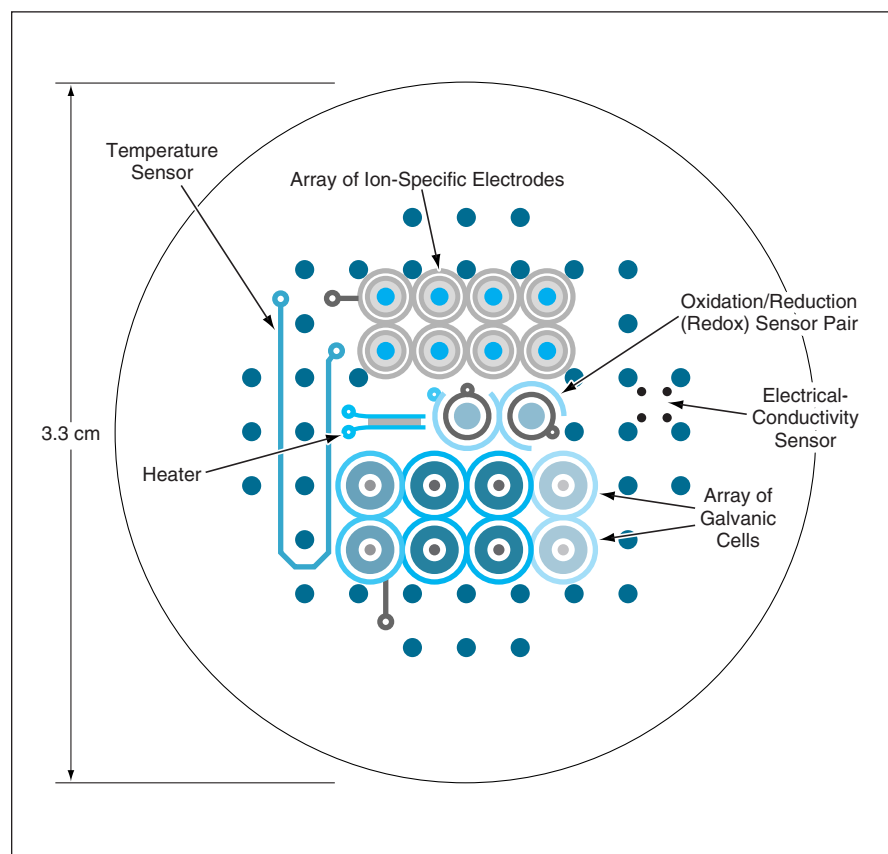 Temperature
Sensor
Array of Ion-Specific Electrodes
Oxidation/Reduction
(Redox) Sensor Pair
Electrical-
Conductivity
Sensor
3.3 cm
Heater
Array of
Galvanic
Cells